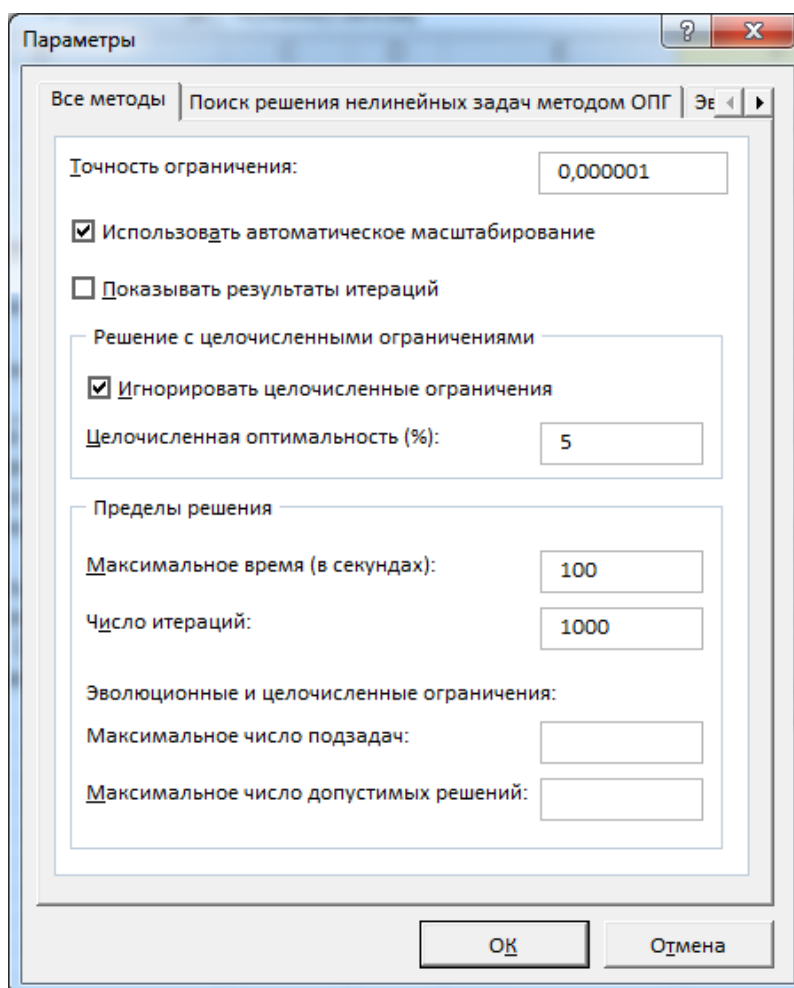 Параметры
Все методы
Поиск решения нелинейных задач методом ОПГ
Точность ограничения:
0,000001
Использовать автоматическое масштабирование
Показывать результаты итераций
Решение с целочисленными ограничениями
Игнорировать целочисленные ограничения
Целочисленная оптимальность (%):
5
Пределы решения
Максимальное время (в секундах):
100
Число итераций:
1000
Эволюционные и целочисленные ограничения:
Максимальное число подзадач:
Максимальное число допустимых решений:
ОК
Отмена